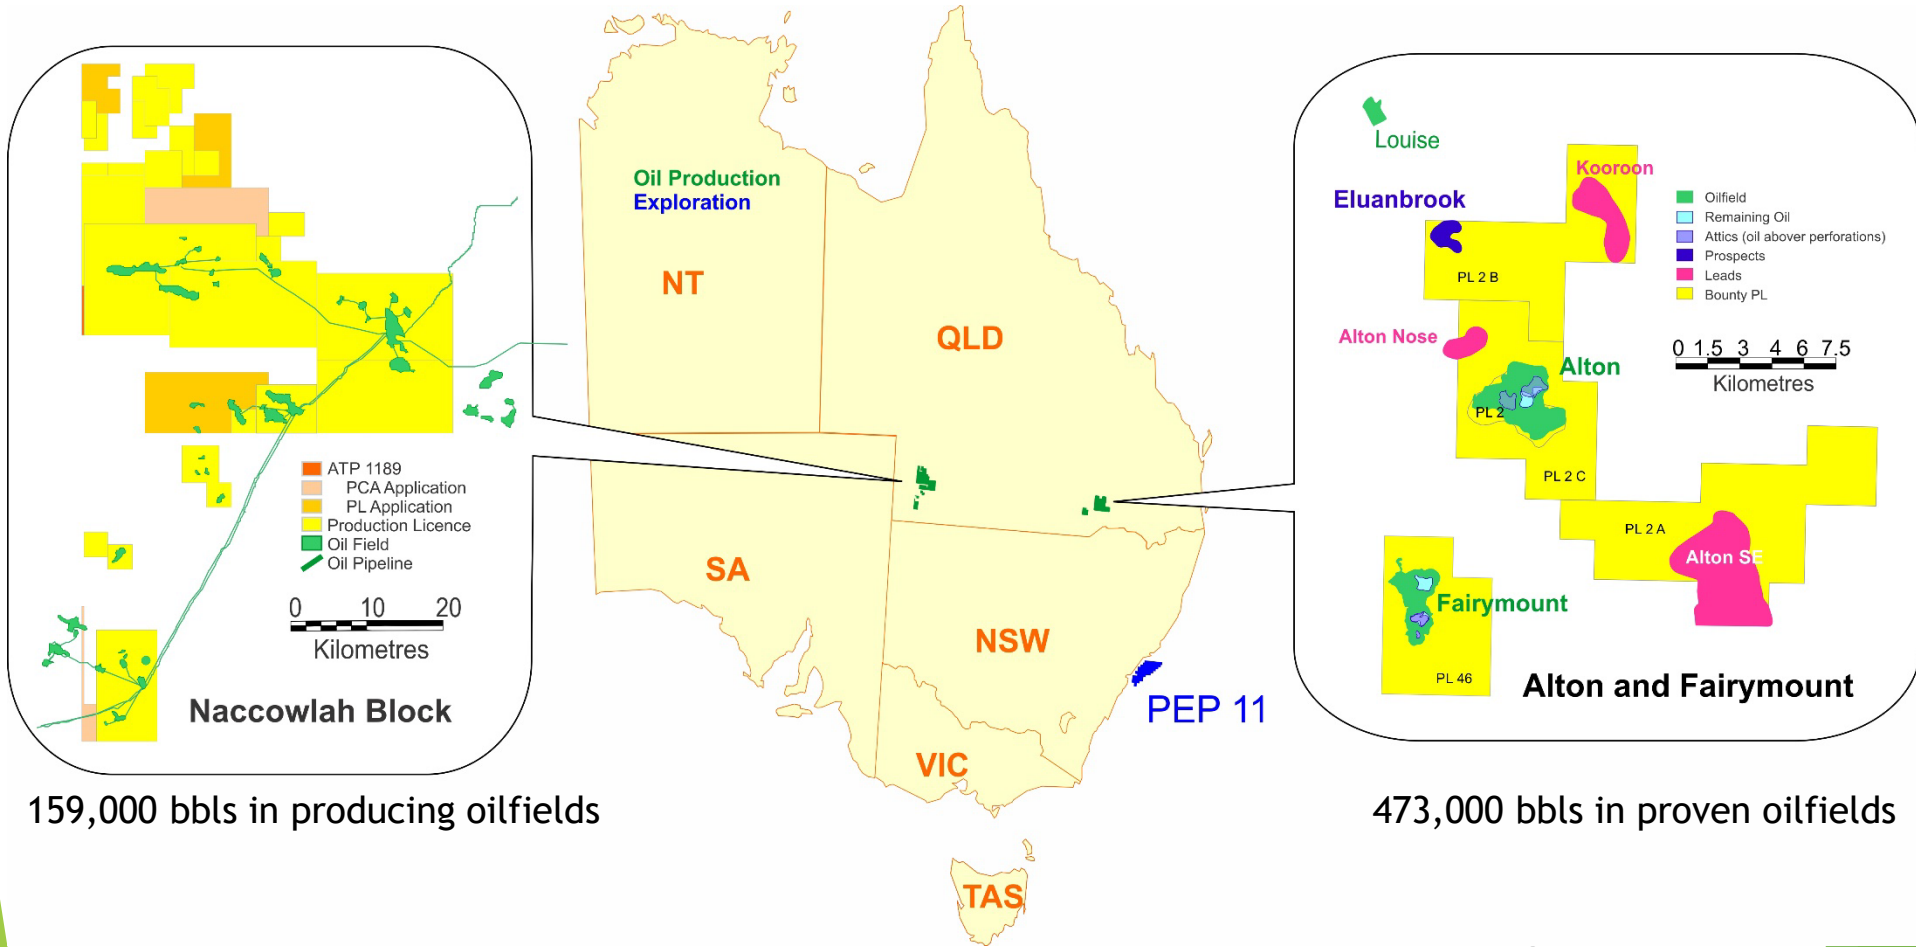 ATP 1189
PCA Application
PL Application
Production Licence
Oil Field
Oil Pipeline
0 10 20
Kilometres
Naccowlah Block
159,000 bbls in producing oilfields
Oil Production
Exploration
NT
QLD
SA
NSW
VIC
TAS
PEP 11
Louise
Kooroon
Eluanbrook
PL 2 B
Alton Nose
Alton
PL 2
PL 2 C
PL 2 A
Alton SE
Fairymount
PL 46
Oilfield
Remaining Oil
Attics (oil abover perforations)
Prospects
Leads
Bounty PL
0 1.5 3 4 6 7.5
Kilometres
Alton and Fairymount
473,000 bbls in proven oilfields